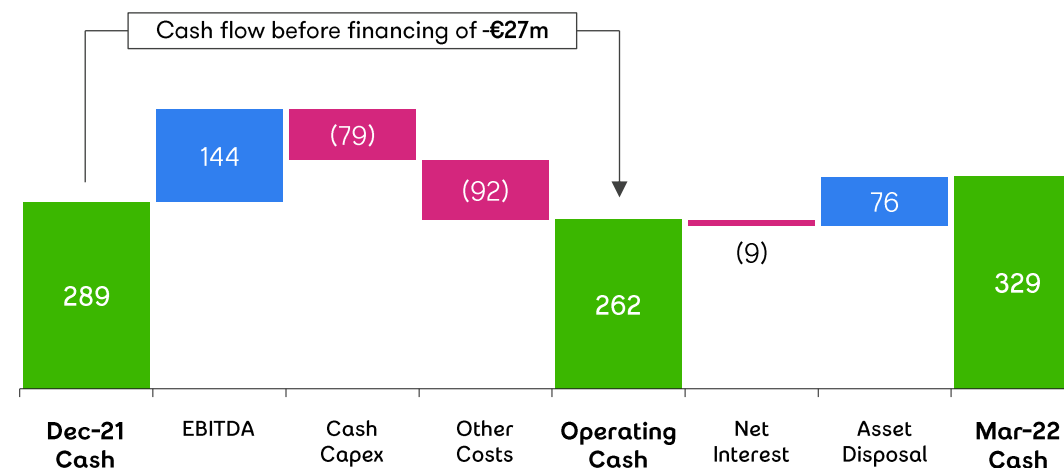 Cash flow before financing of -€27m
144
(79)
(92)
76
(9)
289
262
329
Dec-21
Cash
EBITDA
Cash
Capex
Other
Costs
Operating
Cash
Net
Interest
Asset
Disposal
Mar-22
Cash